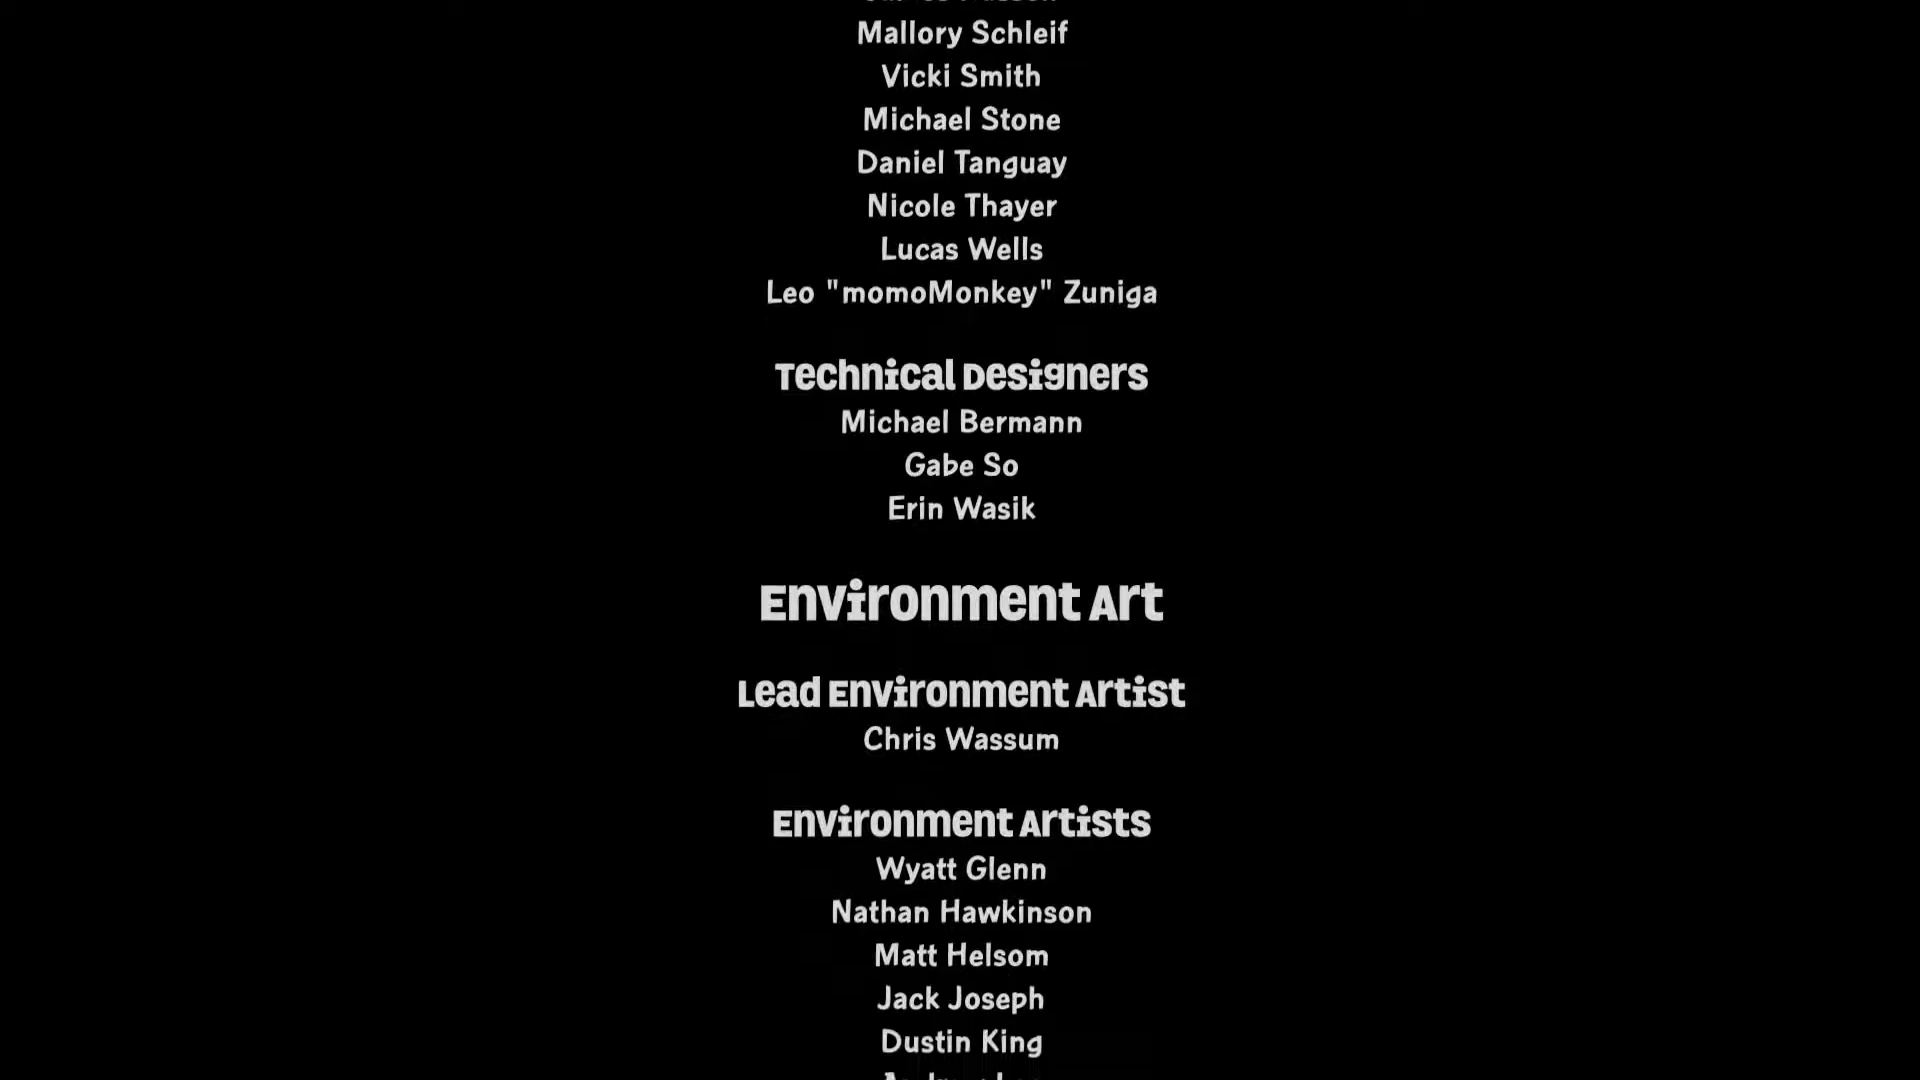 Mallory Schleif
Vicki Smith
Michael Stone
Daniel Tanguay
Nicole Thayer
Lucas Wells
Leo "momoMonkey" Zuniga
Technical Designers
Michael Bermann
Gabe So
Erin Wasik
Environment Art
Lead Environment Artist
Chris Wassum
Environment Artists
Wyatt Glenn
Nathan Hawkinson
Matt Helsom
Jack Joseph
Dustin King